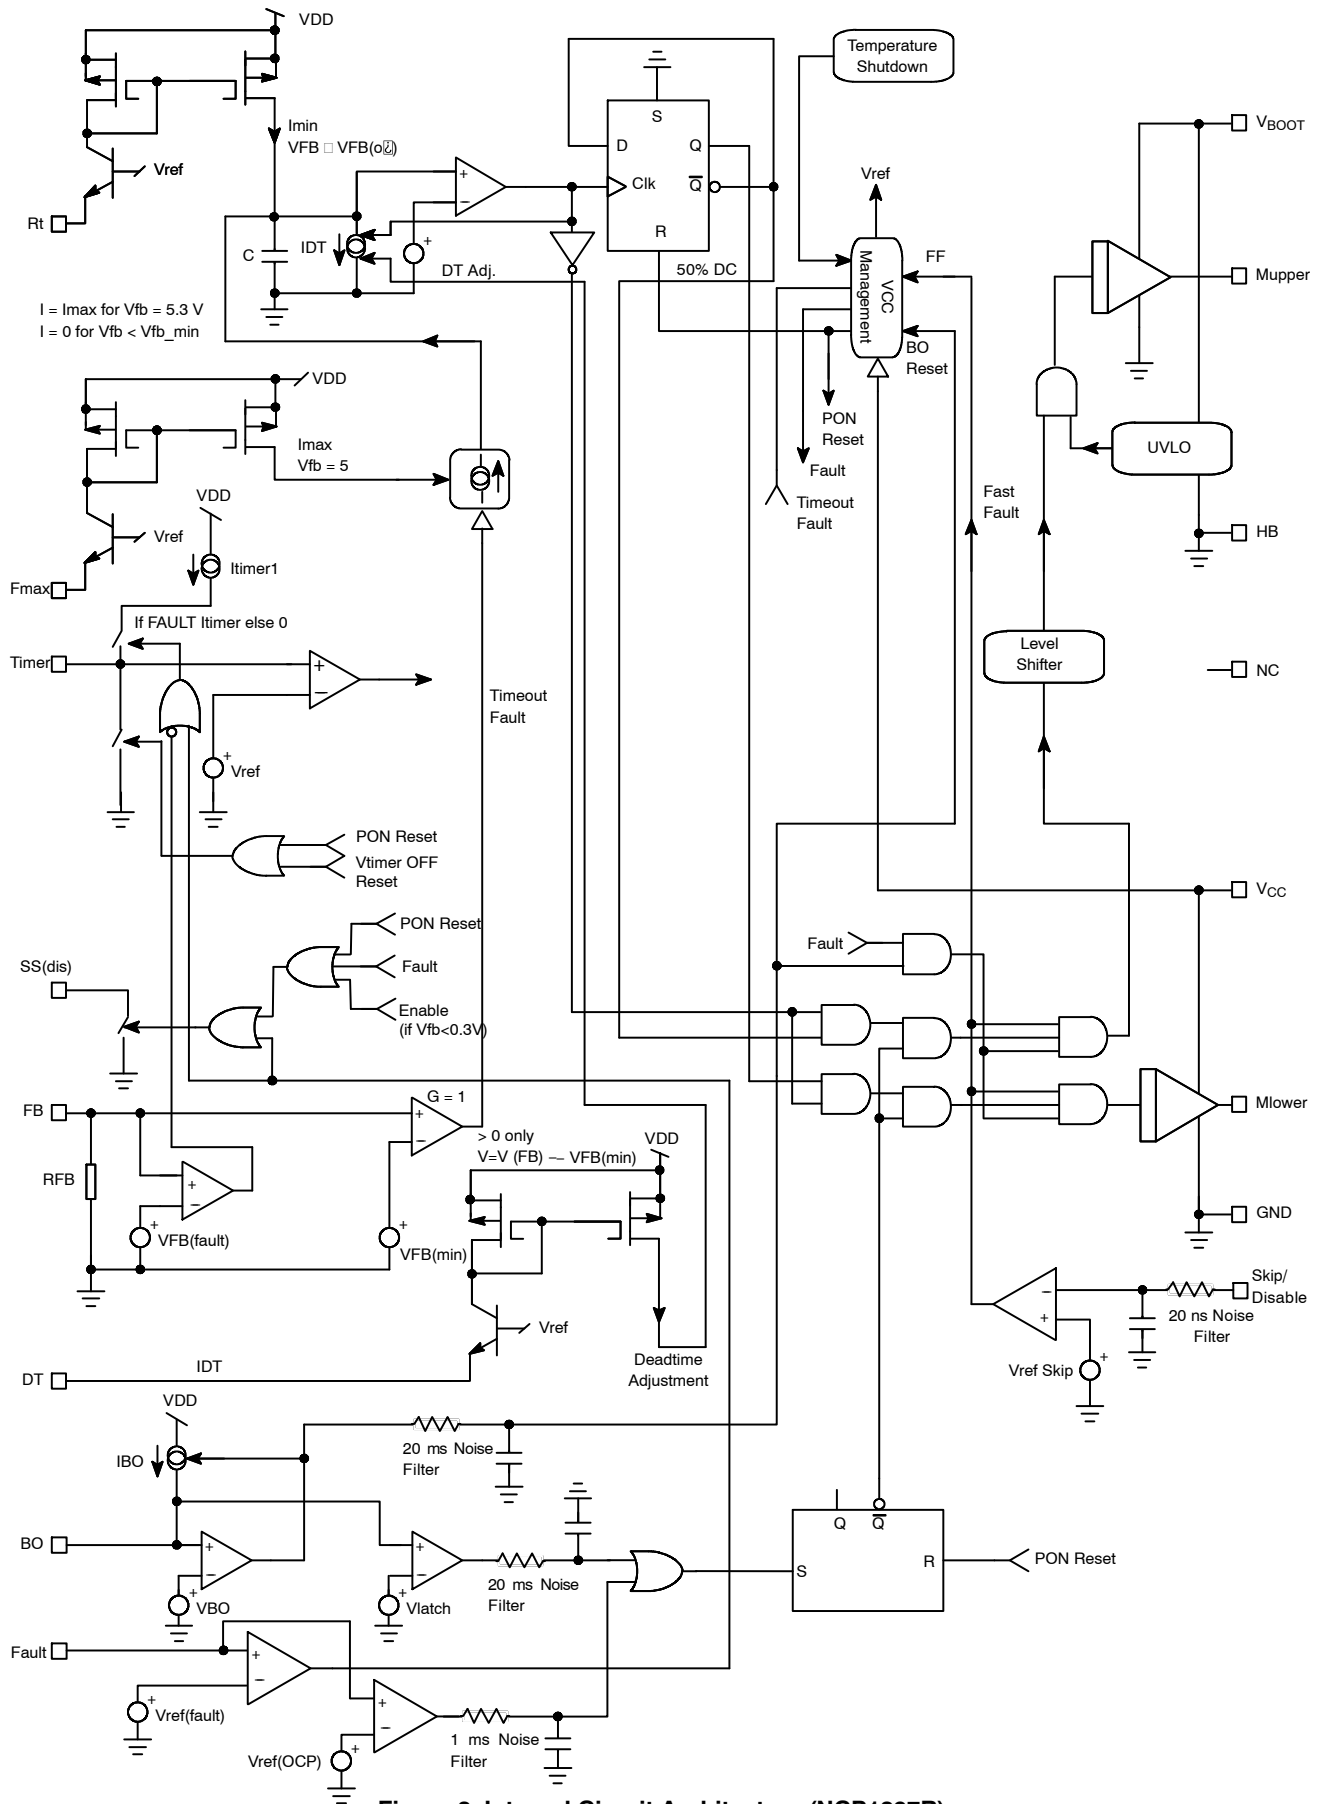 VDD
Imin
VFB □ VFB(o
Vref
Rt
C
IDT
+
−
+
DT Adj.
I = Imax for Vfb = 5.3 V
I = 0 for Vfb < Vfb_min
S
D
Q
Clk
Q
R
50% DC
Temperature
Shutdown
Vref
VCC
Management
FF
BO
Reset
PON
Reset
Fault
Timeout
Fault
VBOOT
Mupper
UVLO
HB
Fast
Fault
Level
Shifter
NC
VDD
Imax
Vfb = 5
Vref
VDD
Fmax
Itimer1
If FAULT Itimer else 0
Timer
+
−
+
Vref
Timeout
Fault
PON Reset
Vtimer OFF
Reset
VCC
PON Reset
Fault
Enable
(if Vfb<0.3V)
SS(dis)
Fault
FB
G = 1
+
−
> 0 only
V=V (FB) −− VFB(min)
VDD
Mlower
RFB
+
−
+
VFB(fault)
+
VFB(min)
GND
Vref
Deadtime
Adjustment
Skip/
Disable
−
+
20 ns Noise
Filter
+
Vref Skip
DT
IDT
VDD
IBO
20 ms Noise
Filter
BO
+
−
+
VBO
+
−
+
Vlatch
20 ms Noise
Filter
Q
Q
S
R
PON Reset
Fault
+
−
+
Vref(fault)
+
−
+
Vref(OCP)
1 ms Noise
Filter